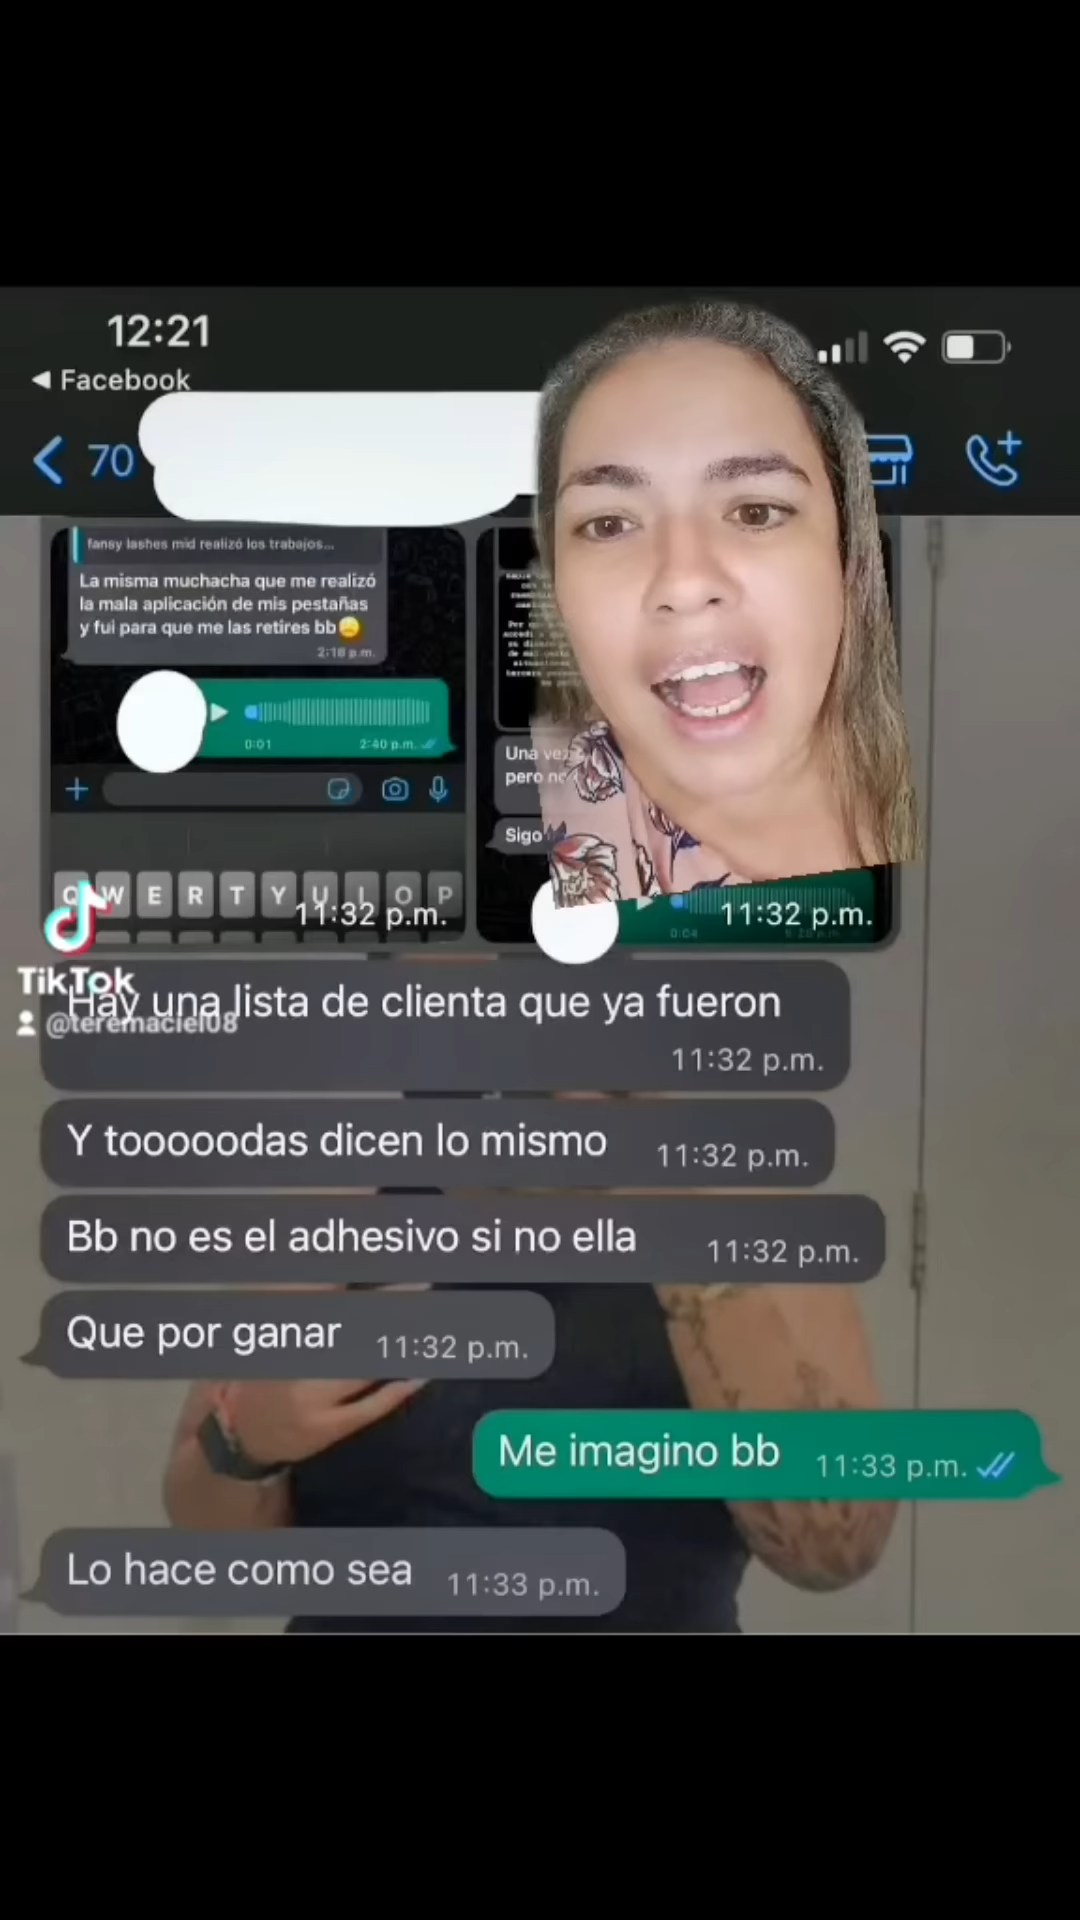 12:21
Facebook
70
fansy lashes mid realizó los trabajos...
La misma muchacha que me realizó
la mala aplicación de mis pestañas
y fui para que me las retires bb😩
2:18 p.m.
0:01 2:40 p.m.
Q W E R T Y U I O P
11:32 p.m.
Una vez
pero no
Sigo
0:04
11:32 p.m.
TikTok
@teremaciel08
Hay una lista de clienta que ya fueron
11:32 p.m.
Y tooooodas dicen lo mismo 11:32 p.m.
Bb no es el adhesivo si no ella 11:32 p.m.
Que por ganar 11:32 p.m.
Me imagino bb 11:33 p.m.
Lo hace como sea 11:33 p.m.